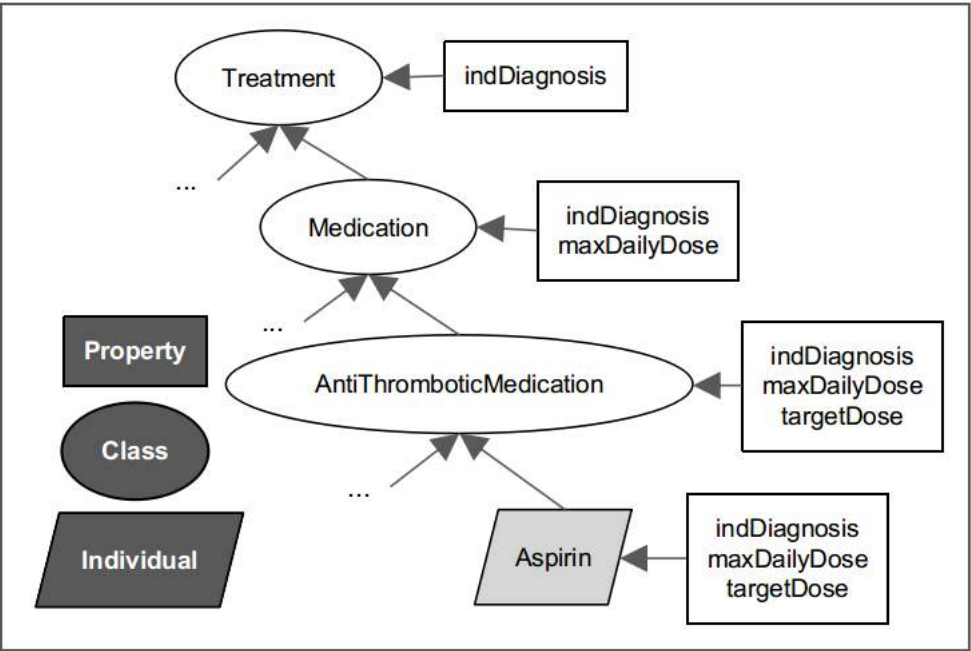 Treatment
indDiagnosis
...
Medication
indDiagnosis
maxDailyDose
...
Property
AntiThromboticMedication
indDiagnosis
maxDailyDose
targetDose
Class
...
Individual
Aspirin
indDiagnosis
maxDailyDose
targetDose